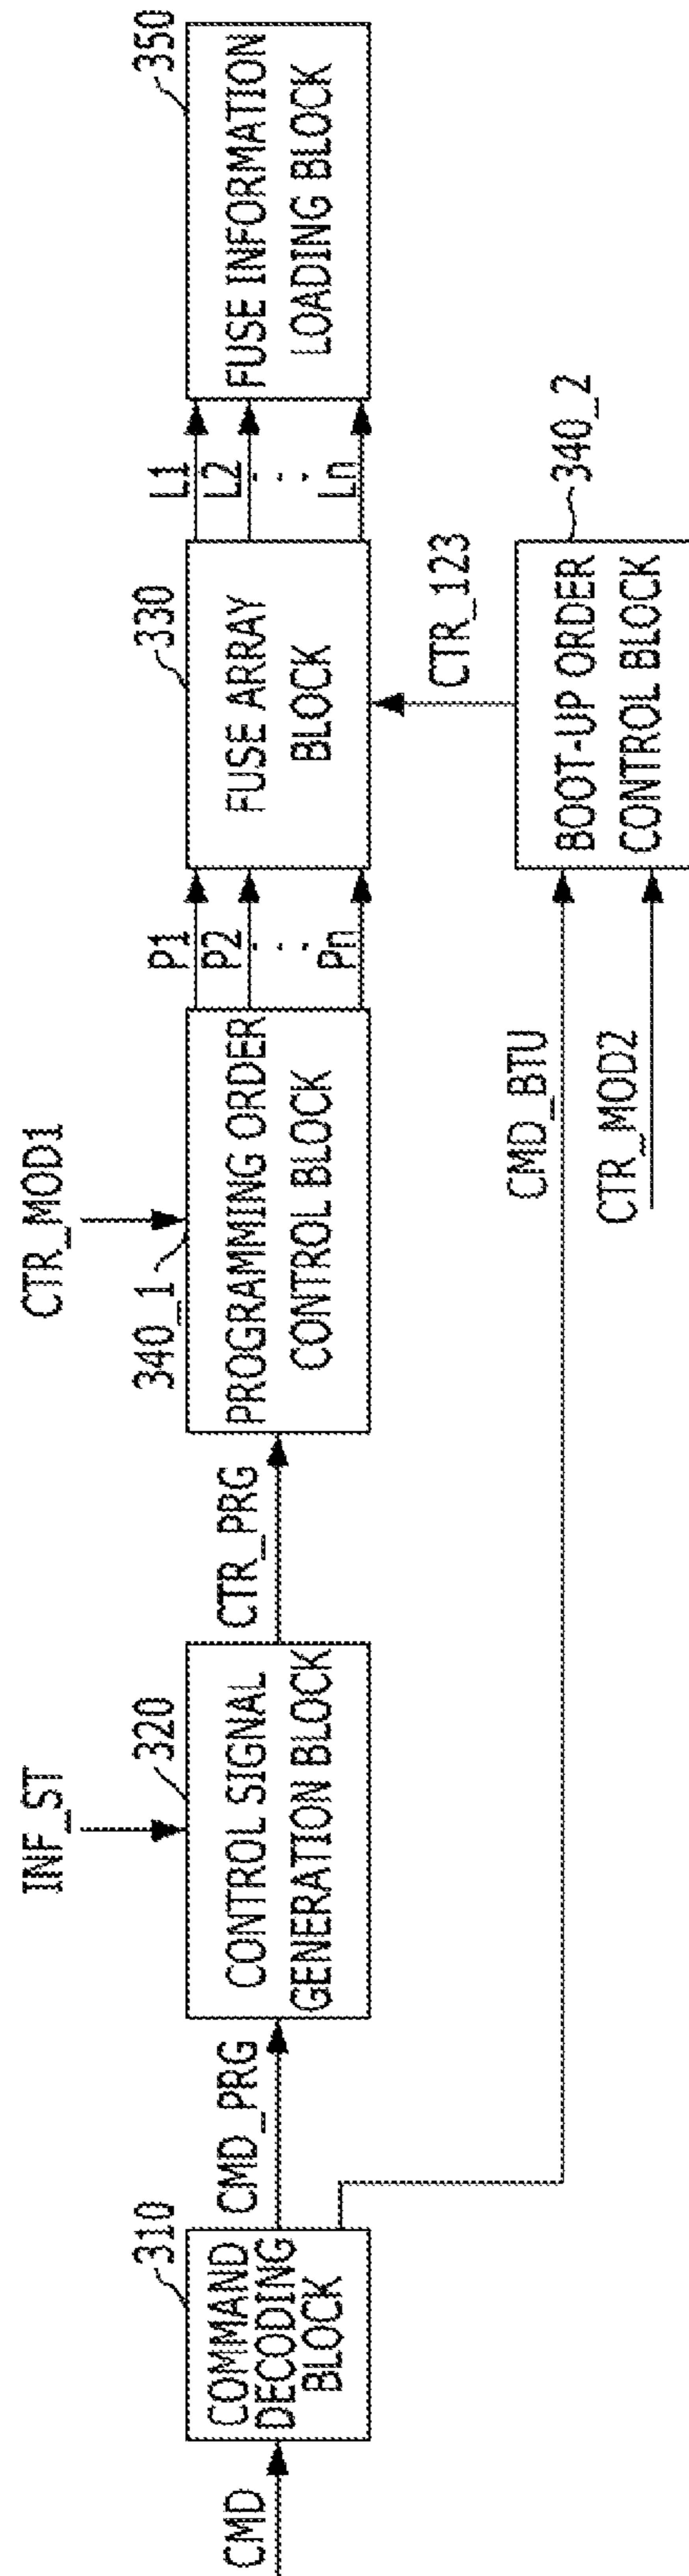 CMD
310
COMMAND
DECODING
BLOCK
CMD_PRG
INF_ST
320
CONTROL SIGNAL
GENERATION BLOCK
CTR_PRG
CTR_MOD1
340_1
PROGRAMMING ORDER
CONTROL BLOCK
P1
P2
...
Pn
330
FUSE ARRAY
BLOCK
L1
L2
...
Ln
350
FUSE INFORMATION
LOADING BLOCK
CMD_BTU
CTR_MOD2
CTR_123
340_2
BOOT-UP ORDER
CONTROL BLOCK